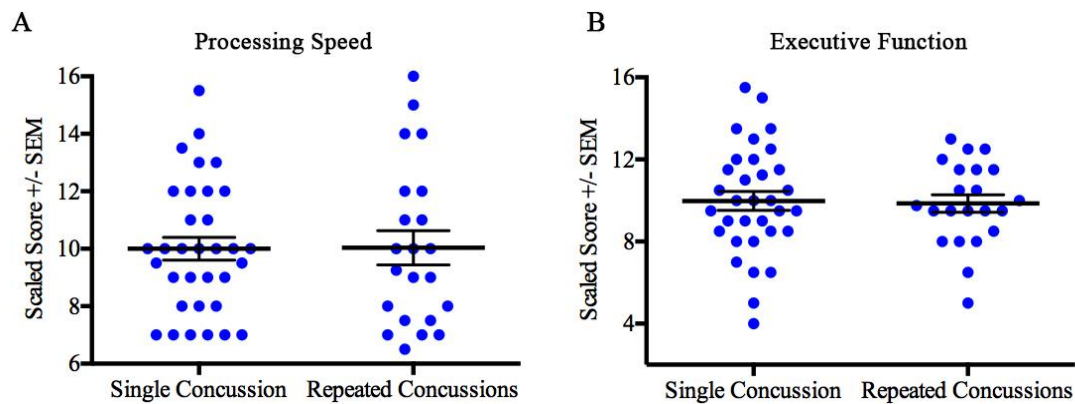 A
Processing Speed
Scaled Score +/- SEM
16
14
12
10
8
6
Single Concussion
Repeated Concussions
B
Executive Function
Scaled Score +/- SEM
16
12
8
4
Single Concussion
Repeated Concussions